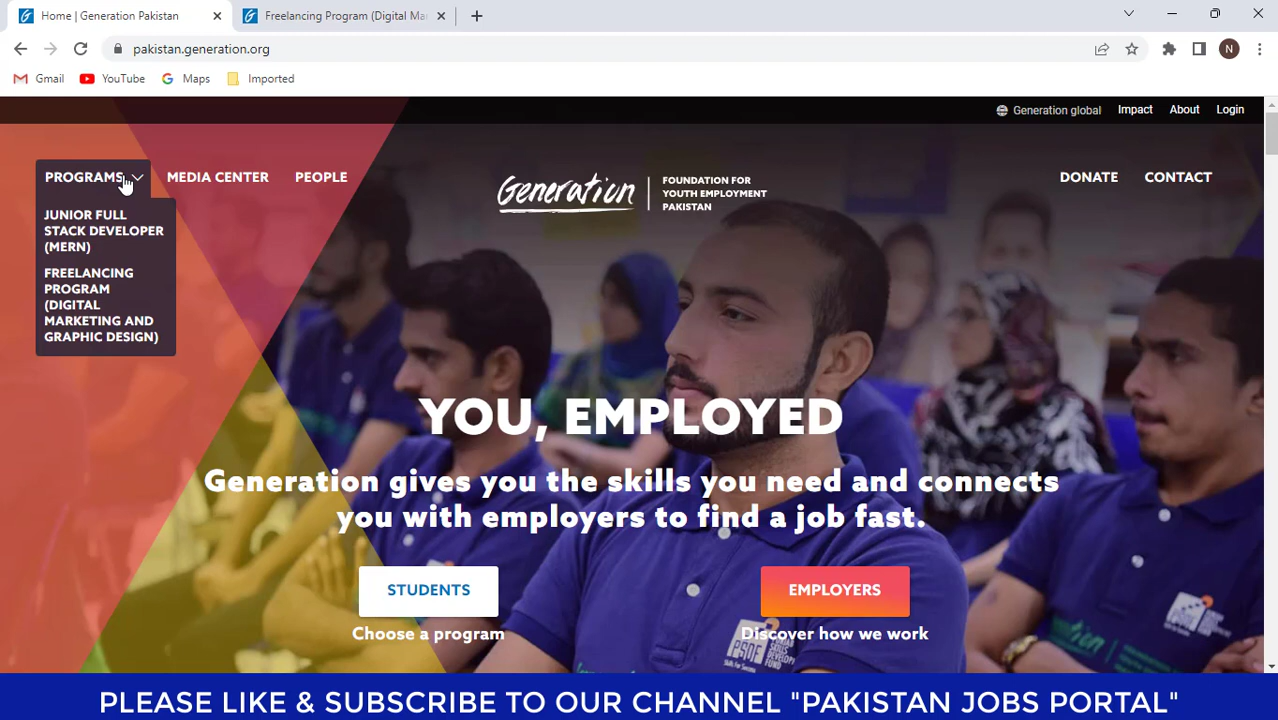 Home | Generation Pakistan
Freelancing Program (Digital Ma
pakistan.generation.org
N
Gmail
YouTube
Maps
Imported
Generation global
Impact
About
Login
PROGRAMS
MEDIA CENTER
PEOPLE
Generation
FOUNDATION FOR
YOUTH EMPLOYMENT
PAKISTAN
DONATE
CONTACT
JUNIOR FULL
STACK DEVELOPER
(MERN)
FREELANCING
PROGRAM
(DIGITAL
MARKETING AND
GRAPHIC DESIGN)
YOU, EMPLOYED
Generation gives you the skills you need and connects
you with employers to find a job fast.
STUDENTS
EMPLOYERS
Choose a program
Discover how we work
PSDF
PLEASE LIKE & SUBSCRIBE TO OUR CHANNEL "PAKISTAN JOBS PORTAL"